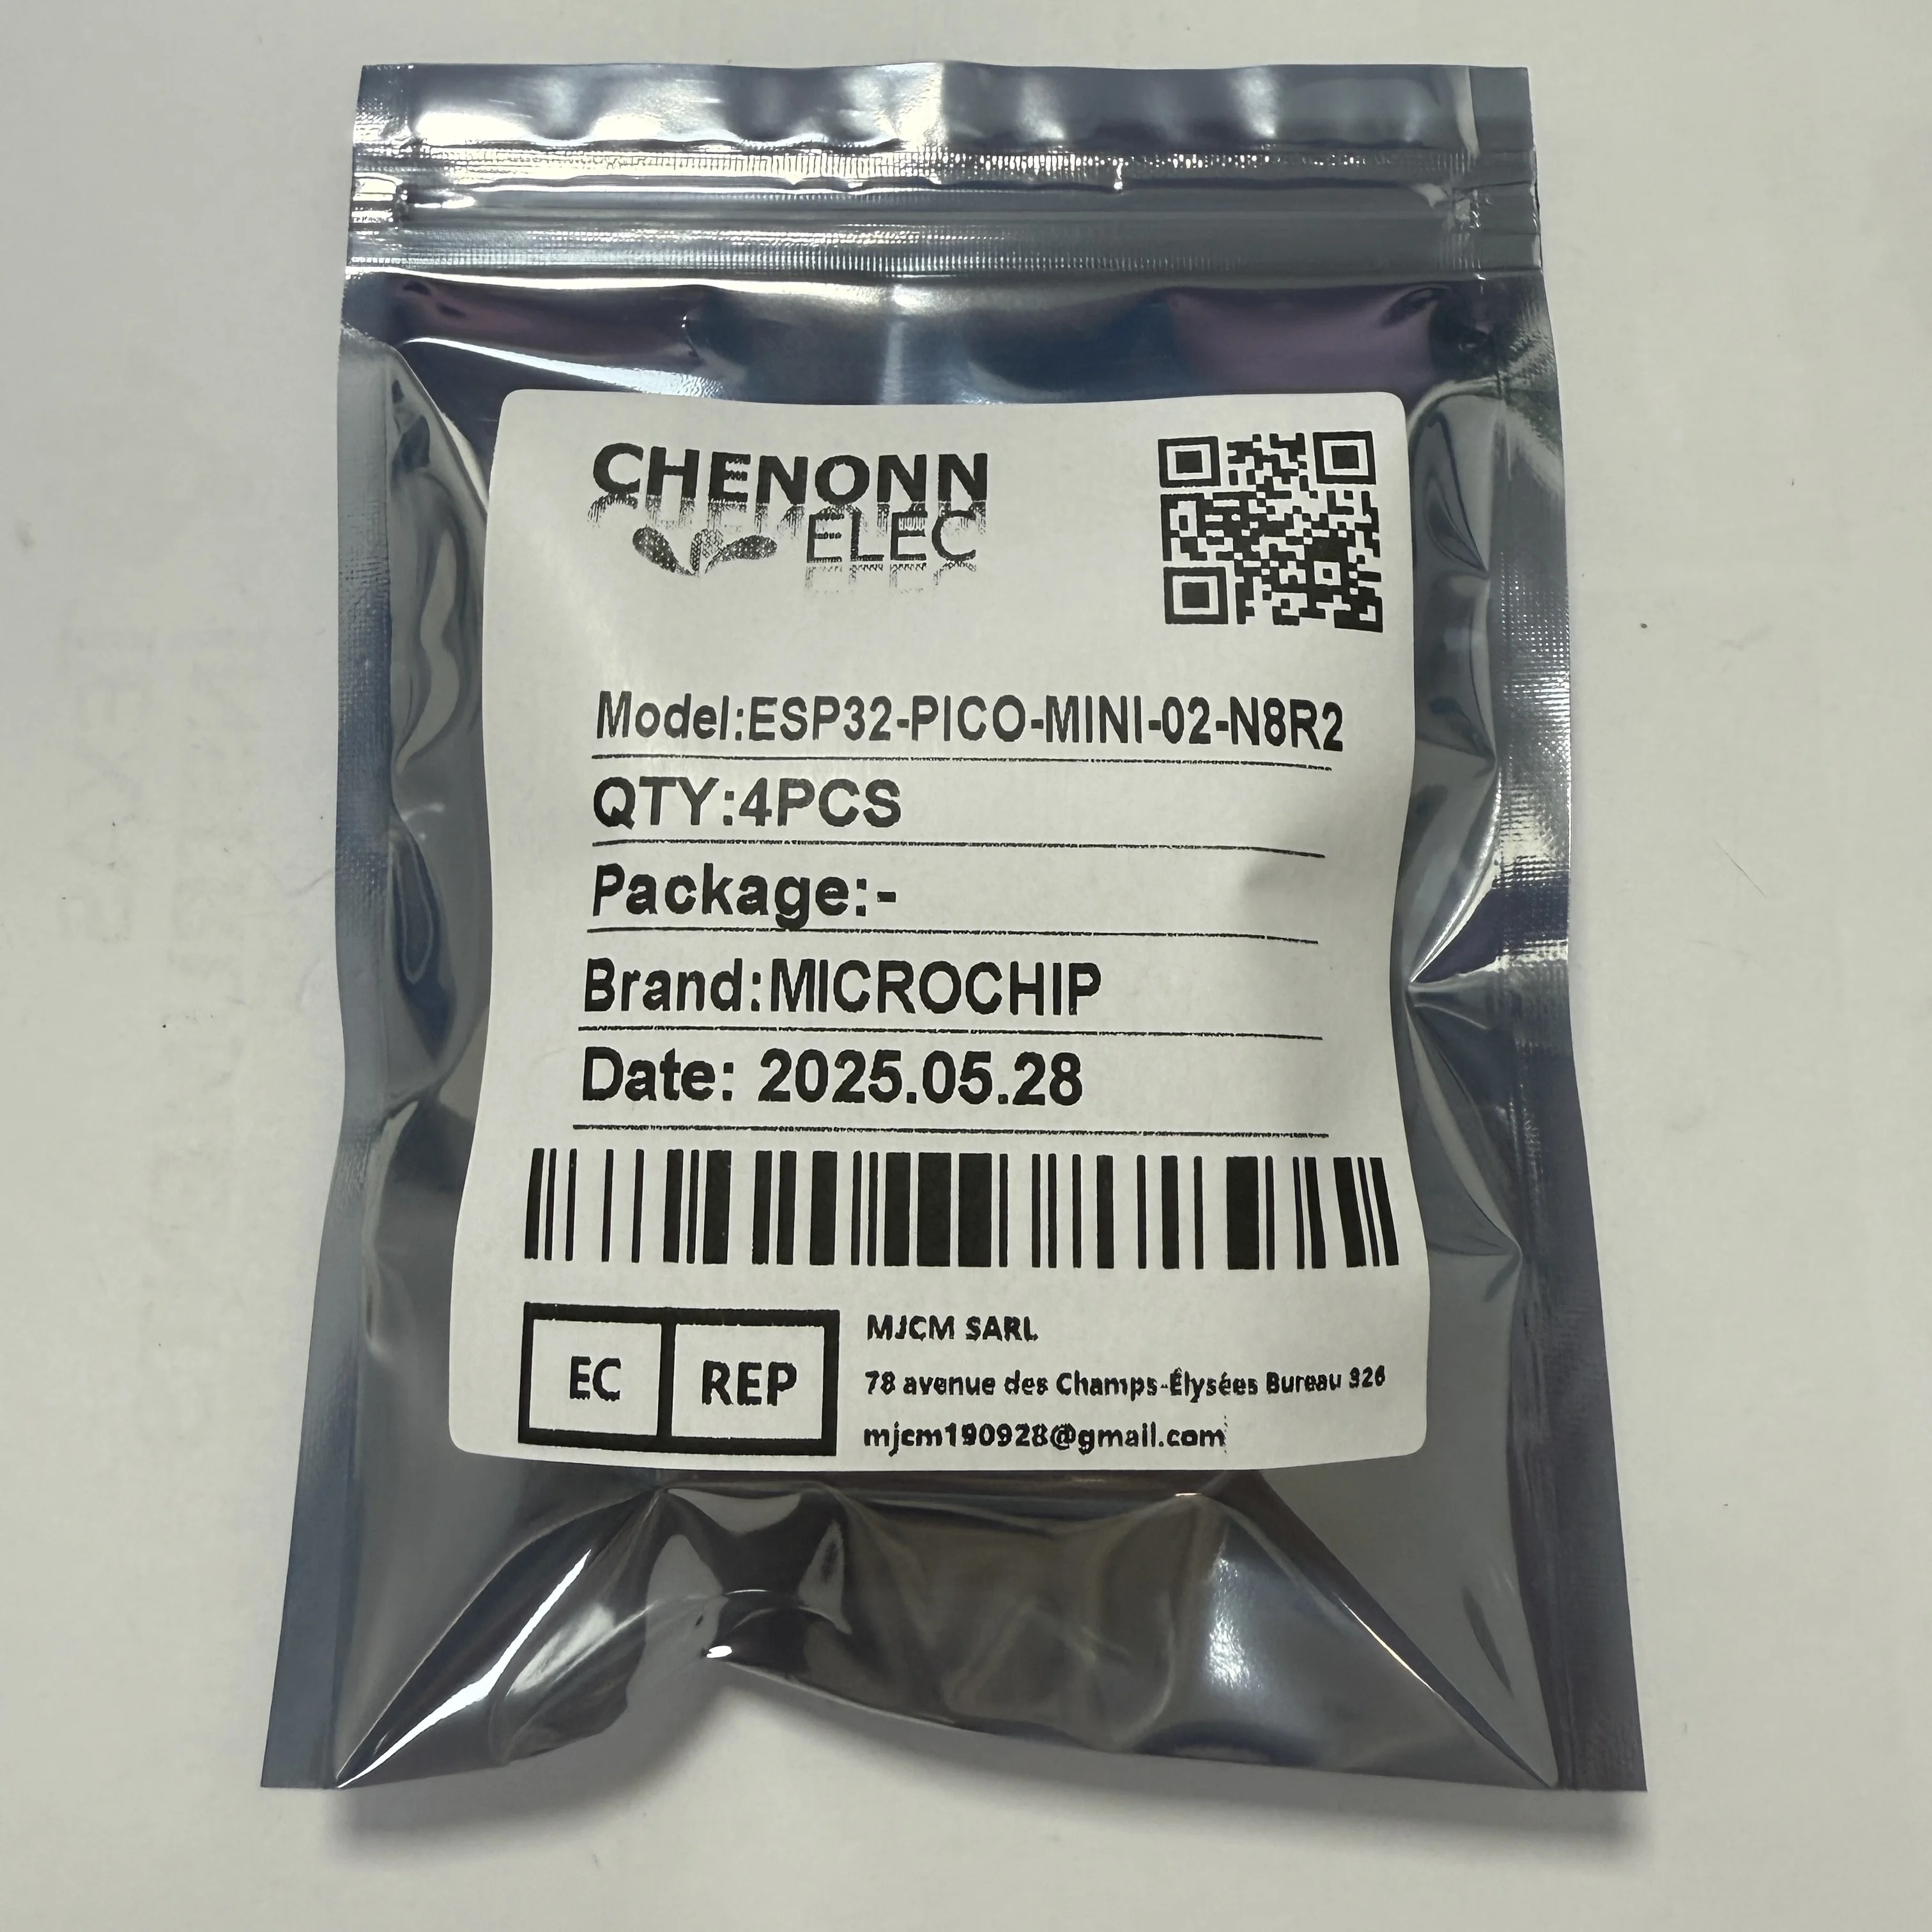 CHENONN
ELEC
Model:ESP32-PICO-MINI-02-N8R2
QTY:4PCS
Package:-
Brand:MICROCHIP
Date: 2025.05.28
EC REP
MJCM SARL
78 avenue des Champs-Élysées Bureau 326
mjcm190928@gmail.com